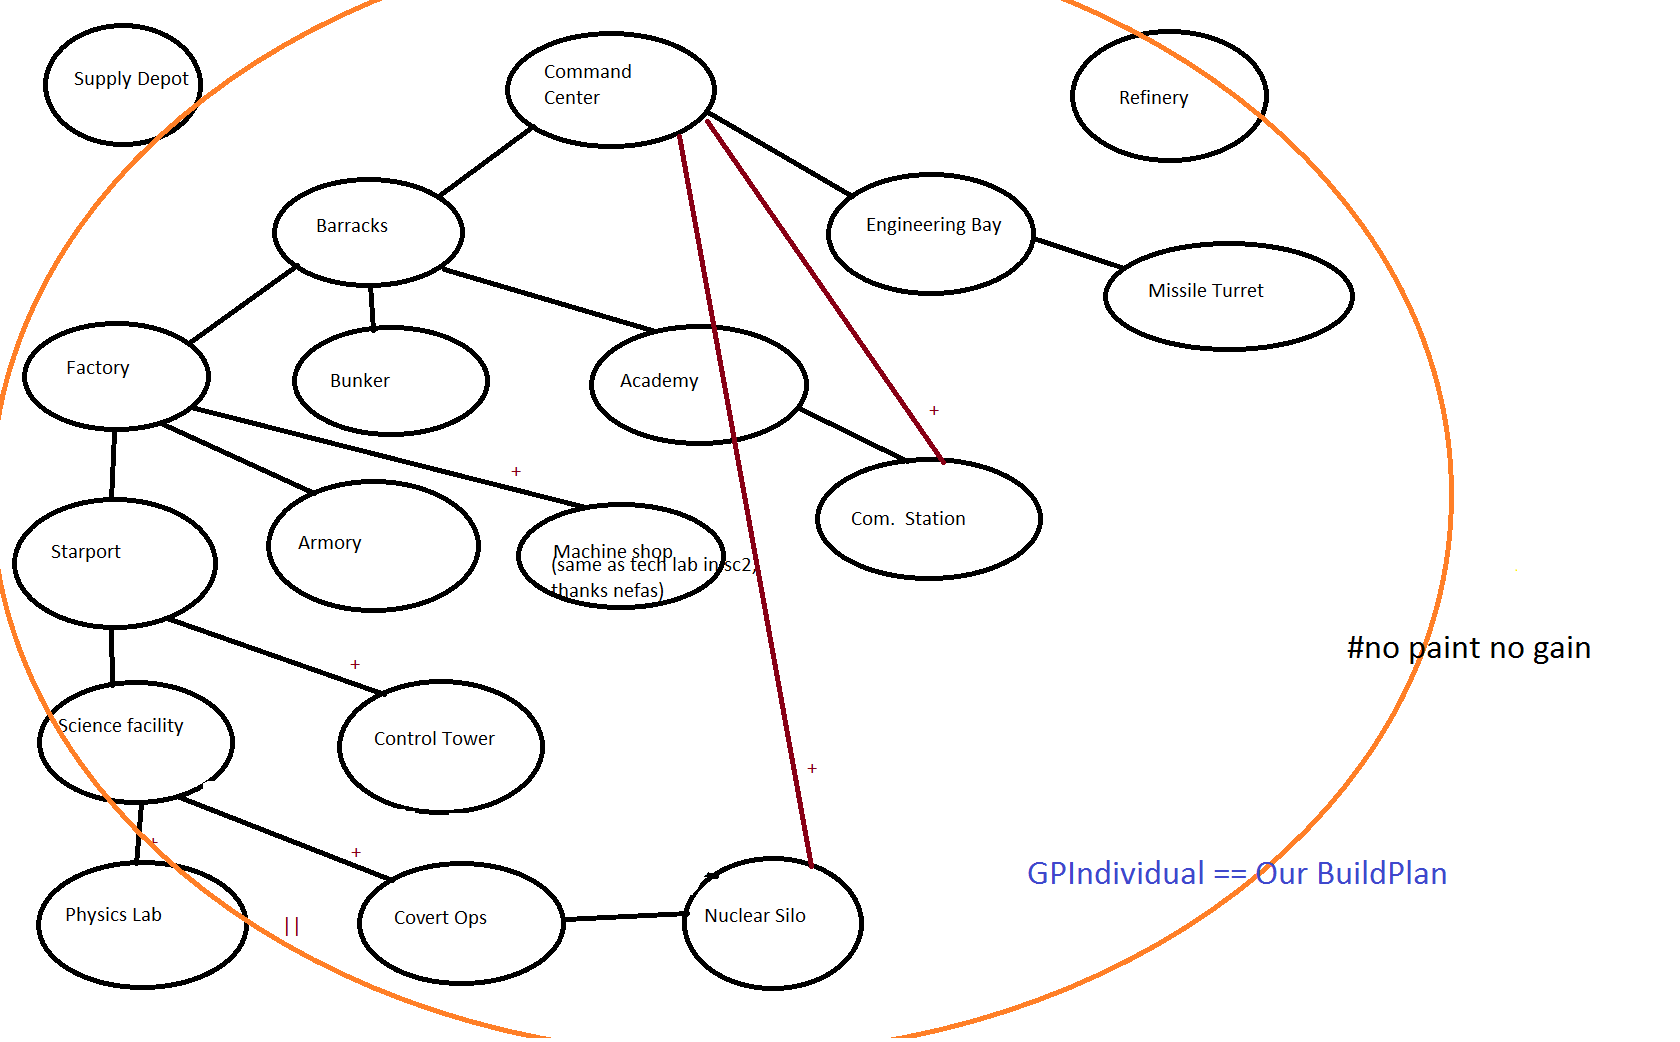 Supply Depot
Command
Center
Refinery
Barracks
Engineering Bay
Missile Turret
Factory
Bunker
Academy
+
+
Com.  Station
Starport
Armory
Machine shop
(same as tech lab in sc2,
thanks nefas)
#no paint no gain
+
Science facility
Control Tower
+
+
+
GPIndividual == Our BuildPlan
Physics Lab
||
Covert Ops
Nuclear Silo